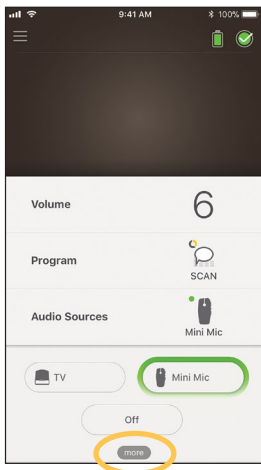 9:41 AM
100%
Volume
6
Program
SCAN
Audio Sources
Mini Mic
TV
Mini Mic
Off
more